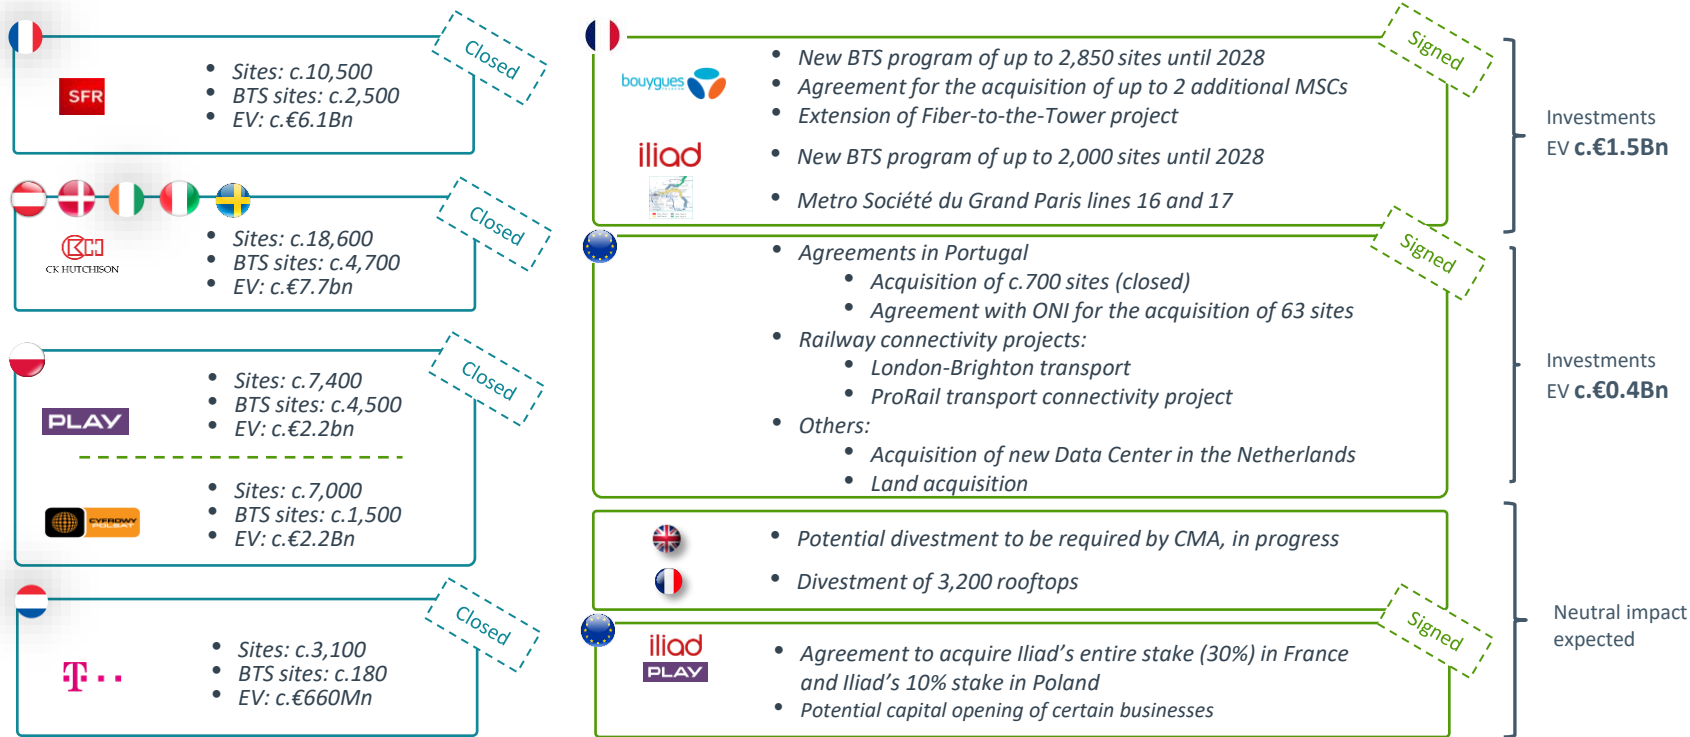 Closed
SFR
• Sites: c.10,500
• BTS sites: c.2,500
• EV: c.€6.1Bn
Closed
CK HUTCHISON
• Sites: c.18,600
• BTS sites: c.4,700
• EV: c.€7.7bn
Closed
PLAY
• Sites: c.7,400
• BTS sites: c.4,500
• EV: c.€2.2bn
CYFROWY
POLSAT
• Sites: c.7,000
• BTS sites: c.1,500
• EV: c.€2.2Bn
Closed
T
• Sites: c.3,100
• BTS sites: c.180
• EV: c.€660Mn
Signed
bouygues
• New BTS program of up to 2,850 sites until 2028
• Agreement for the acquisition of up to 2 additional MSCs
• Extension of Fiber-to-the-Tower project
iliad
• New BTS program of up to 2,000 sites until 2028
• Metro Société du Grand Paris lines 16 and 17
Investments
EV c.€1.5Bn
Signed
• Agreements in Portugal
• Acquisition of c.700 sites (closed)
• Agreement with ONI for the acquisition of 63 sites
• Railway connectivity projects:
• London-Brighton transport
• ProRail transport connectivity project
• Others:
• Acquisition of new Data Center in the Netherlands
• Land acquisition
Investments
EV c.€0.4Bn
• Potential divestment to be required by CMA, in progress
• Divestment of 3,200 rooftops
Signed
iliad
PLAY
• Agreement to acquire Iliad’s entire stake (30%) in France
and Iliad’s 10% stake in Poland
• Potential capital opening of certain businesses
Neutral impact
expected